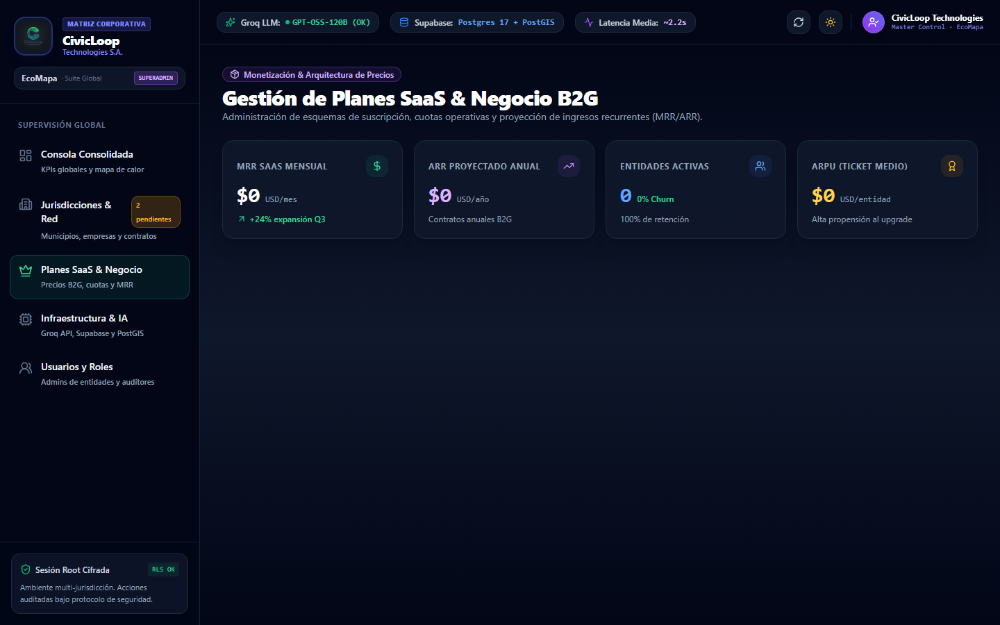 MATRIZ CORPORATIVA
CivicLoop
Technologies S.A.
EcoMapa · Suite Global SUPERADMIN
SUPERVISIÓN GLOBAL
Consola Consolidada
KPIs globales y mapa de calor
Jurisdicciones & Red
2 pendientes
Municipios, empresas y contratos
Planes SaaS & Negocio
Precios B2G, cuotas y MRR
Infraestructura & IA
Groq API, Supabase y PostGIS
Usuarios y Roles
Admins de entidades y auditores
Sesión Root Cifrada RLS OK
Ambiente multi-jurisdicción. Acciones
auditadas bajo protocolo de seguridad.
Groq LLM: GPT-OSS-120B (OK)
Supabase: Postgres 17 + PostGIS
Latencia Media: ~2.2s
CivicLoop Technologies
Master Control · EcoMapa
Monetización & Arquitectura de Precios
Gestión de Planes SaaS & Negocio B2G
Administración de esquemas de suscripción, cuotas operativas y proyección de ingresos recurrentes (MRR/ARR).
MRR SAAS MENSUAL
$0 USD/mes
+24% expansión Q3
ARR PROYECTADO ANUAL
$0 USD/año
Contratos anuales B2G
ENTIDADES ACTIVAS
0 0% Churn
100% de retención
ARPU (TICKET MEDIO)
$0 USD/entidad
Alta propensión al upgrade